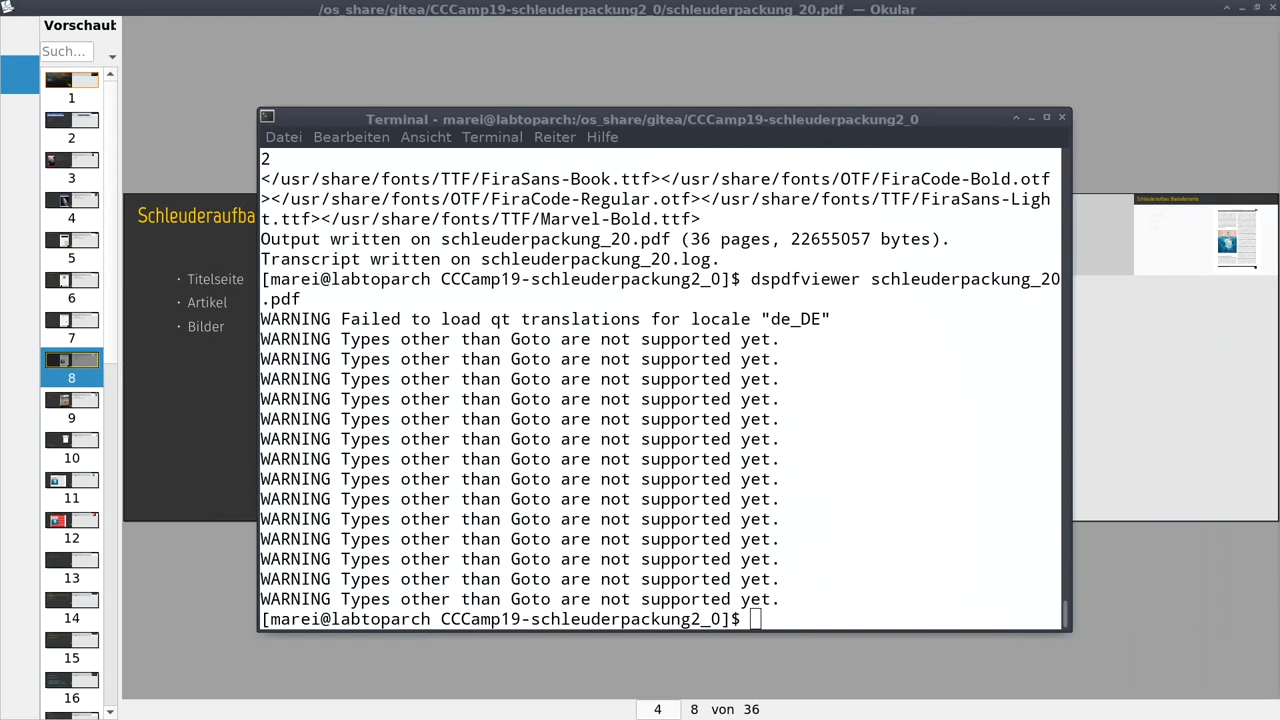 /os_share/gitea/CCCamp19-schleuderpackung2_0/schleuderpackung_20.pdf — Okular
Vorschaub
Such...
1
2
3
4
5
6
7
8
9
10
11
12
13
14
15
16
Schleuderaufba
• Titelseite
• Artikel
• Bilder
Terminal - marei@labtoparch:/os_share/gitea/CCCamp19-schleuderpackung2_0
Datei Bearbeiten Ansicht Terminal Reiter Hilfe
2
</usr/share/fonts/TTF/FiraSans-Book.ttf></usr/share/fonts/OTF/FiraCode-Bold.otf
></usr/share/fonts/OTF/FiraCode-Regular.otf></usr/share/fonts/TTF/FiraSans-Ligh
t.ttf></usr/share/fonts/TTF/Marvel-Bold.ttf>
Output written on schleuderpackung_20.pdf (36 pages, 22655057 bytes).
Transcript written on schleuderpackung_20.log.
[marei@labtoparch CCCamp19-schleuderpackung2_0]$ dspdfviewer schleuderpackung_20
.pdf
WARNING Failed to load qt translations for locale "de_DE"
WARNING Types other than Goto are not supported yet.
WARNING Types other than Goto are not supported yet.
WARNING Types other than Goto are not supported yet.
WARNING Types other than Goto are not supported yet.
WARNING Types other than Goto are not supported yet.
WARNING Types other than Goto are not supported yet.
WARNING Types other than Goto are not supported yet.
WARNING Types other than Goto are not supported yet.
WARNING Types other than Goto are not supported yet.
WARNING Types other than Goto are not supported yet.
WARNING Types other than Goto are not supported yet.
WARNING Types other than Goto are not supported yet.
WARNING Types other than Goto are not supported yet.
WARNING Types other than Goto are not supported yet.
[marei@labtoparch CCCamp19-schleuderpackung2_0]$
4 8 von 36